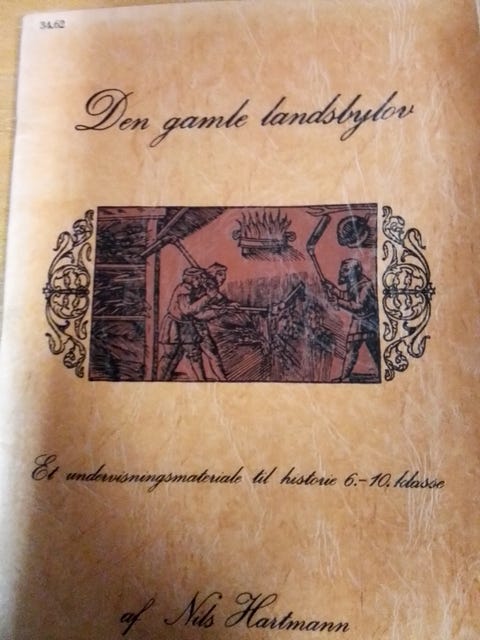 34.62
Den gamle landsbylov
Et undervisningsmateriale til historie 6.-10. klasse
af Nils Hartmann